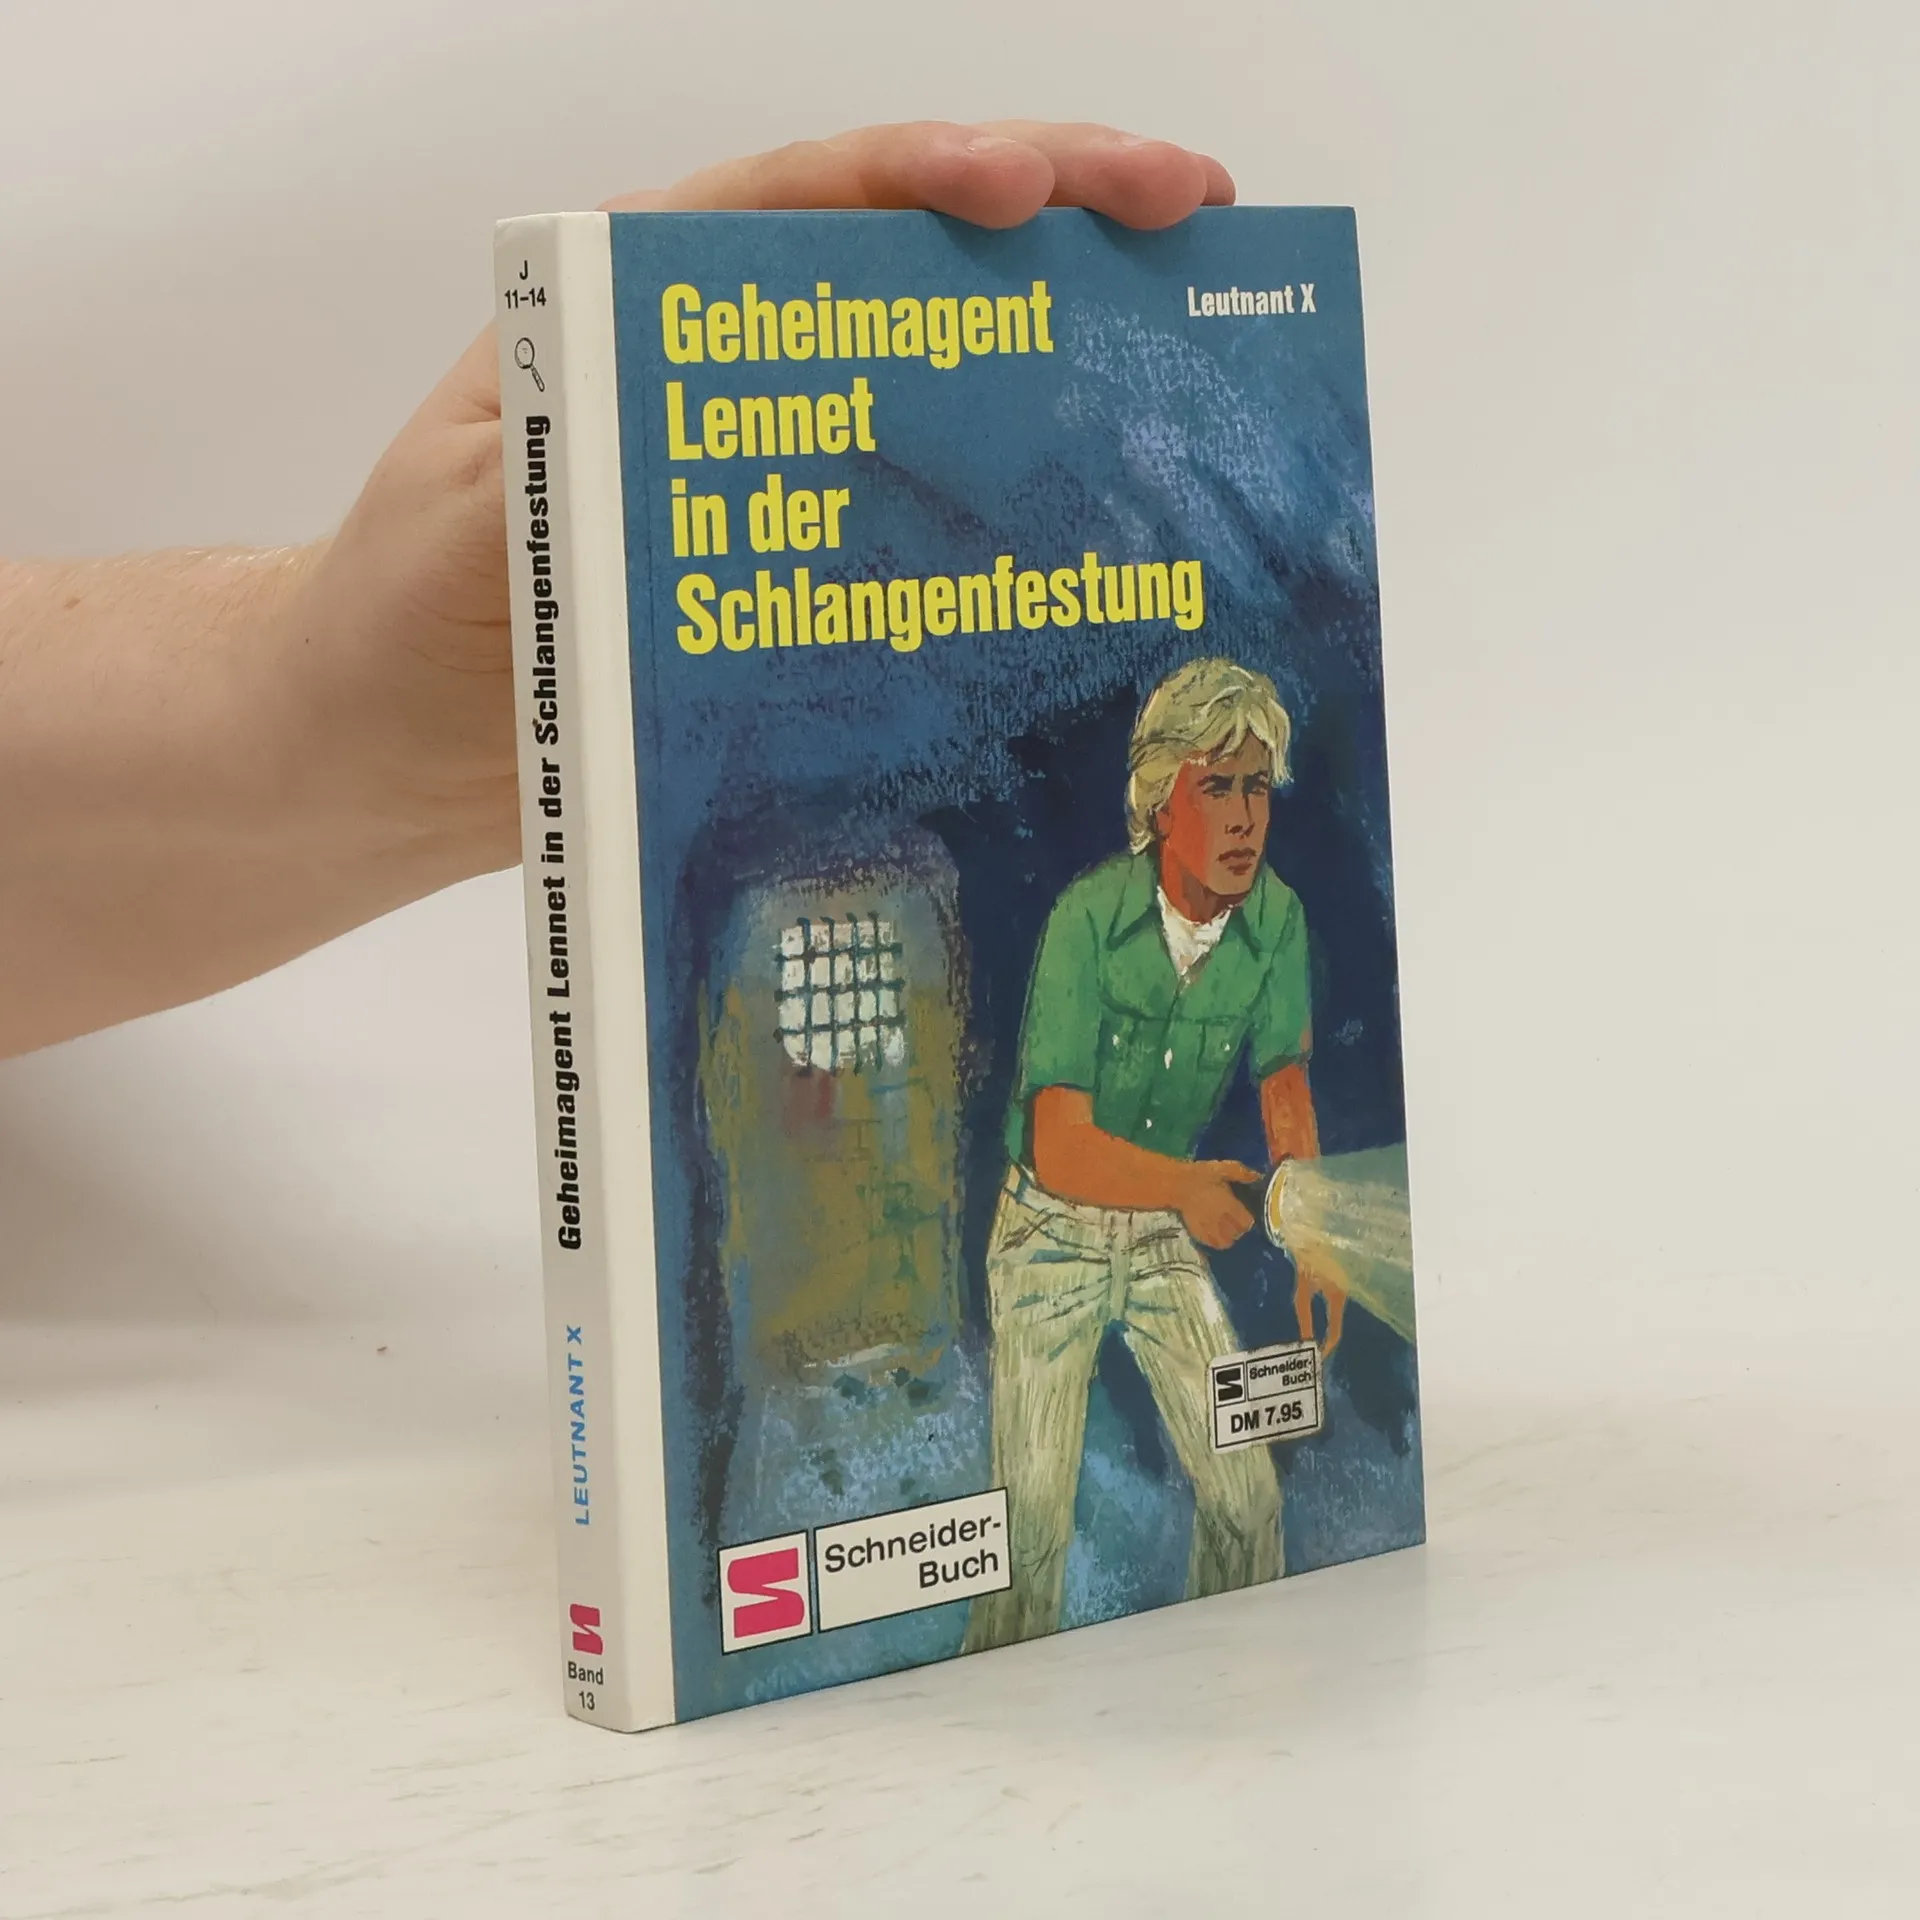 J
11-14
Geheimagent Lennet in der Schlangenfestung
LEUTNANT X
Band
13
Geheimagent
Lennet
in der
Schlangenfestung
Leutnant X
Schneider-
Buch
DM 7.95
Schneider-
Buch